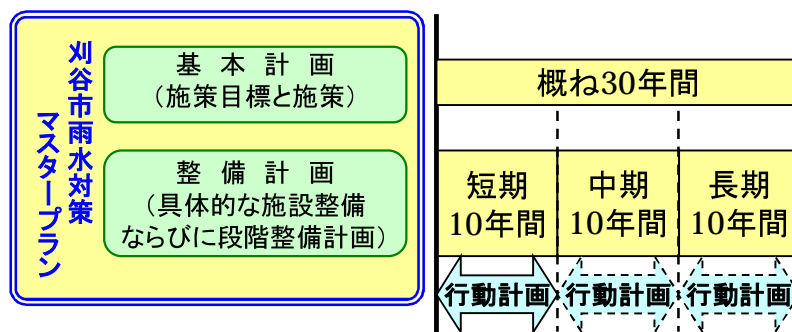 刈谷市雨水対策
マスタープラン
基 本 計 画
（施策目標と施策）
整 備 計 画
（具体的な施設整備
ならびに段階整備計画）
概ね30年間
短期
10年間
中期
10年間
長期
10年間
行動計画
行動計画
行動計画